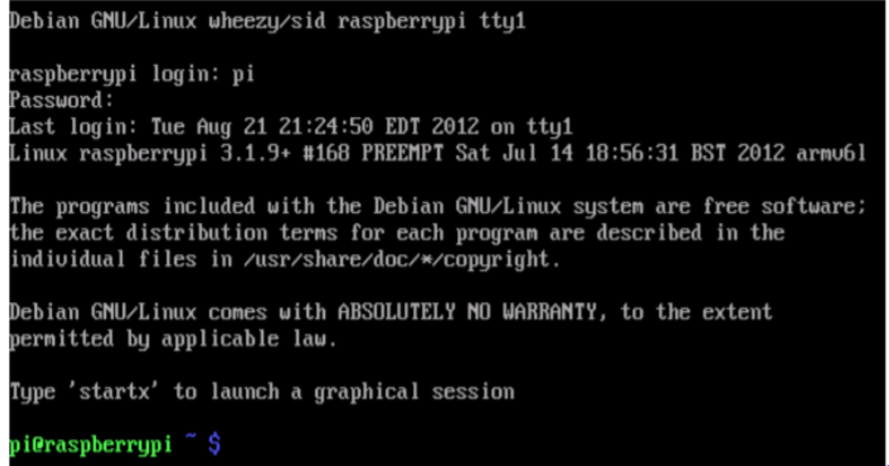 Debian GNU/Linux wheezy/sid raspberrypi tty1
raspberrypi login: pi
Password:
Last login: Tue Aug 21 21:24:50 EDT 2012 on tty1
Linux raspberrypi 3.1.9+ #168 PREEMPT Sat Jul 14 18:56:31 BST 2012 armv6l
The programs included with the Debian GNU/Linux system are free software;
the exact distribution terms for each program are described in the
individual files in /usr/share/doc/*/copyright.
Debian GNU/Linux comes with ABSOLUTELY NO WARRANTY, to the extent
permitted by applicable law.
Type 'startx' to launch a graphical session
pi@raspberrypi ~ $